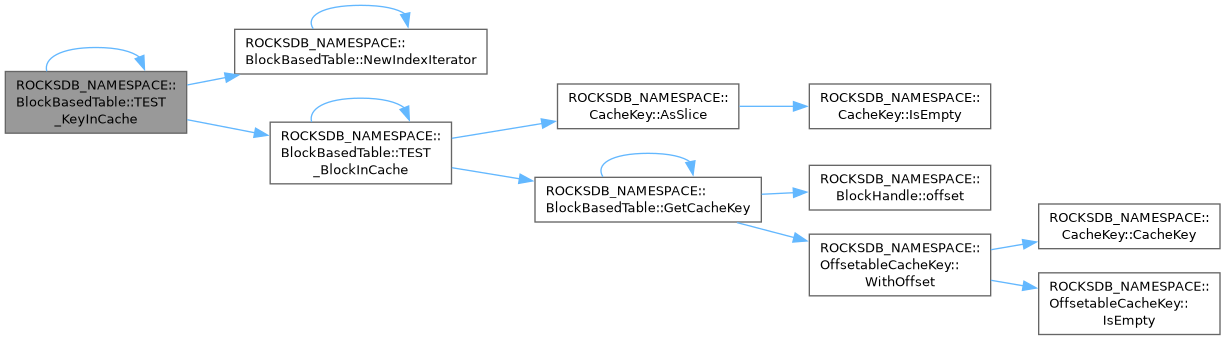 ROCKSDB_NAMESPACE::
BlockBasedTable::TEST
_KeyInCache
ROCKSDB_NAMESPACE::
BlockBasedTable::NewIndexIterator
ROCKSDB_NAMESPACE::
BlockBasedTable::TEST
_BlockInCache
ROCKSDB_NAMESPACE::
CacheKey::AsSlice
ROCKSDB_NAMESPACE::
CacheKey::IsEmpty
ROCKSDB_NAMESPACE::
BlockBasedTable::GetCacheKey
ROCKSDB_NAMESPACE::
BlockHandle::offset
ROCKSDB_NAMESPACE::
OffsetableCacheKey::
WithOffset
ROCKSDB_NAMESPACE::
CacheKey::CacheKey
ROCKSDB_NAMESPACE::
OffsetableCacheKey::
IsEmpty